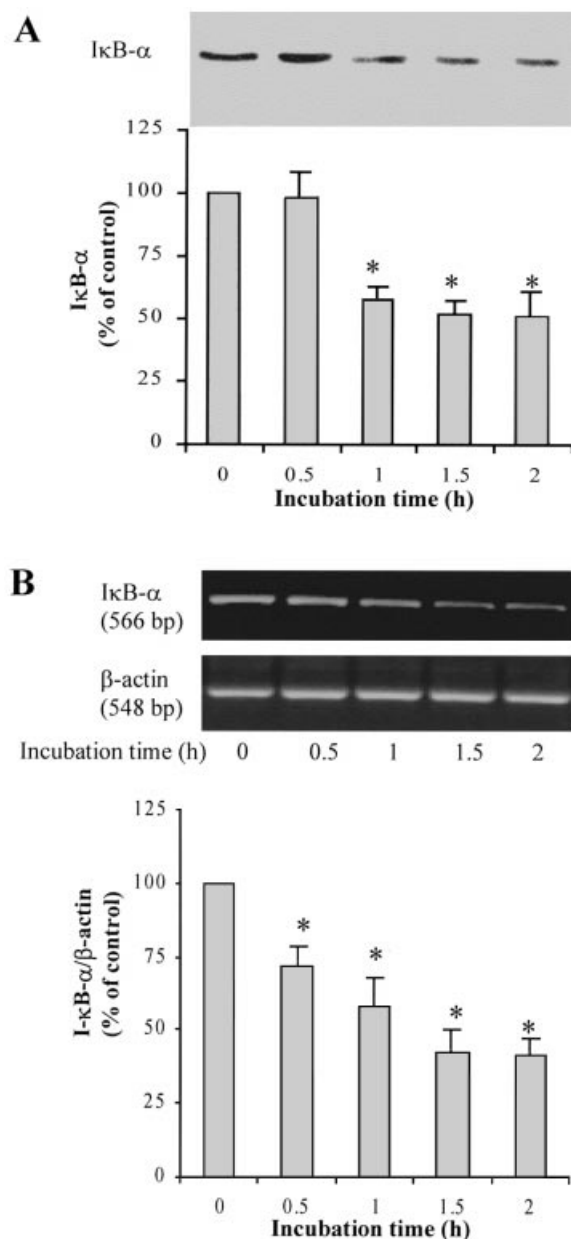 A
IκB-α
125
100
75
50
25
0
IκB-α
(% of control)
*
*
*
0 0.5 1 1.5 2
Incubation time (h)
B
IκB-α
(566 bp)
β-actin
(548 bp)
Incubation time (h) 0 0.5 1 1.5 2
125
100
75
50
25
0
I-κB-α/β-actin
(% of control)
*
*
*
*
0 0.5 1 1.5 2
Incubation time (h)